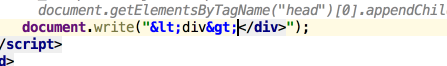 document.getElementsByTagName("head")[0].appendChil
document.write("&lt;div&gt;</div>");
/script>
d>